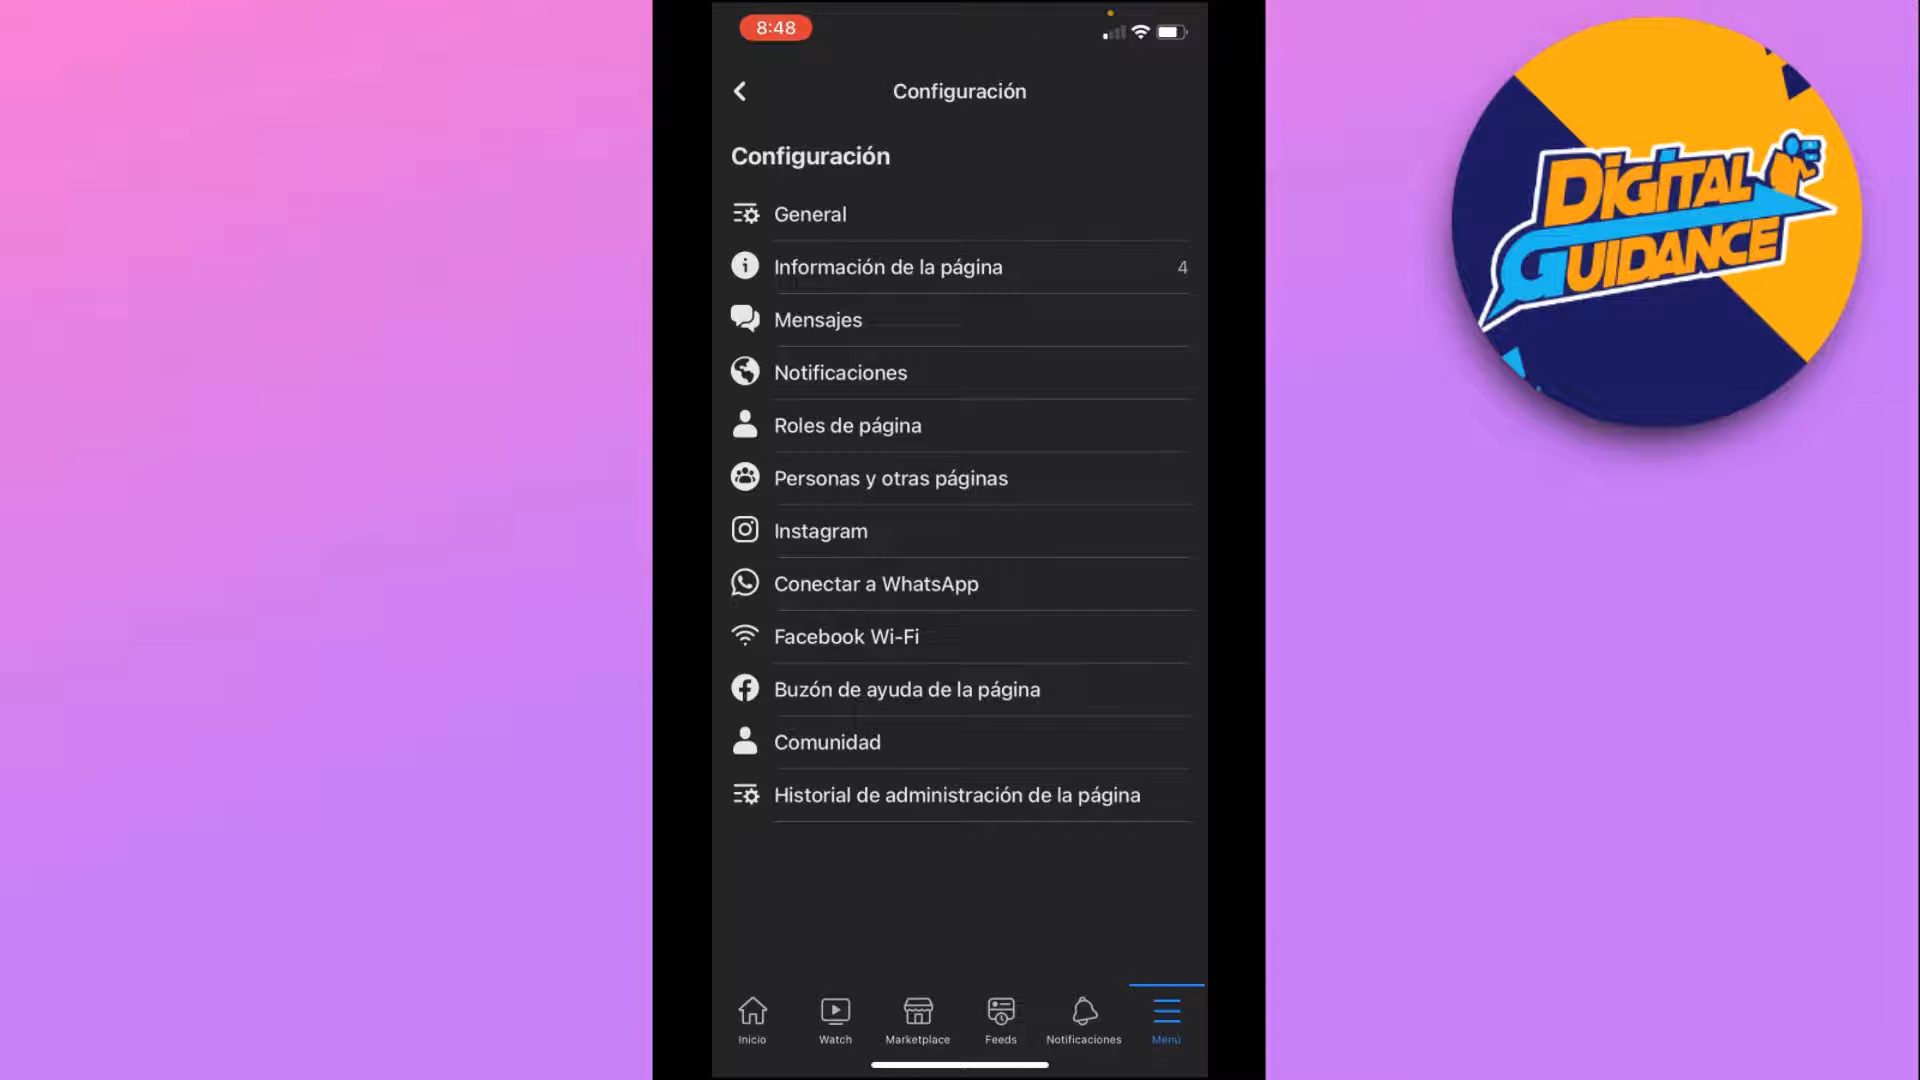 8:48
Configuración
Configuración
General
Información de la página 4
Mensajes
Notificaciones
Roles de página
Personas y otras páginas
Instagram
Conectar a WhatsApp
Facebook Wi-Fi
Buzón de ayuda de la página
Comunidad
Historial de administración de la página
Inicio Watch Marketplace Feeds Notificaciones Menú
DiGiTAL
GUIDANCE